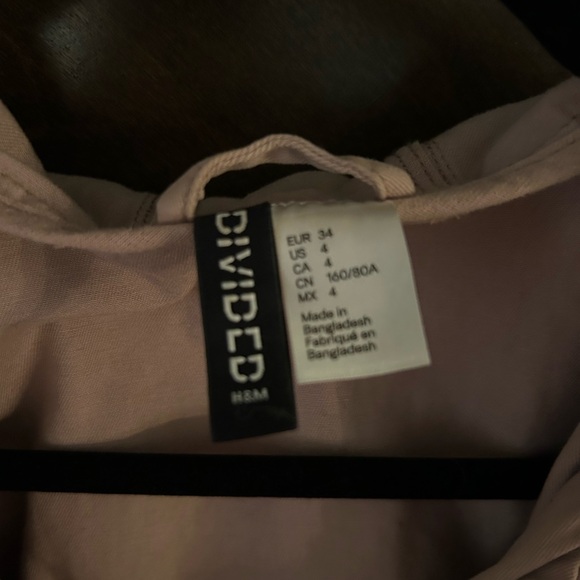 DIVIDED
H&M
EUR 34
US 4
CA 4
CN 160/80A
MX 4
Made in
Bangladesh
Fabriqué en
Bangladesh